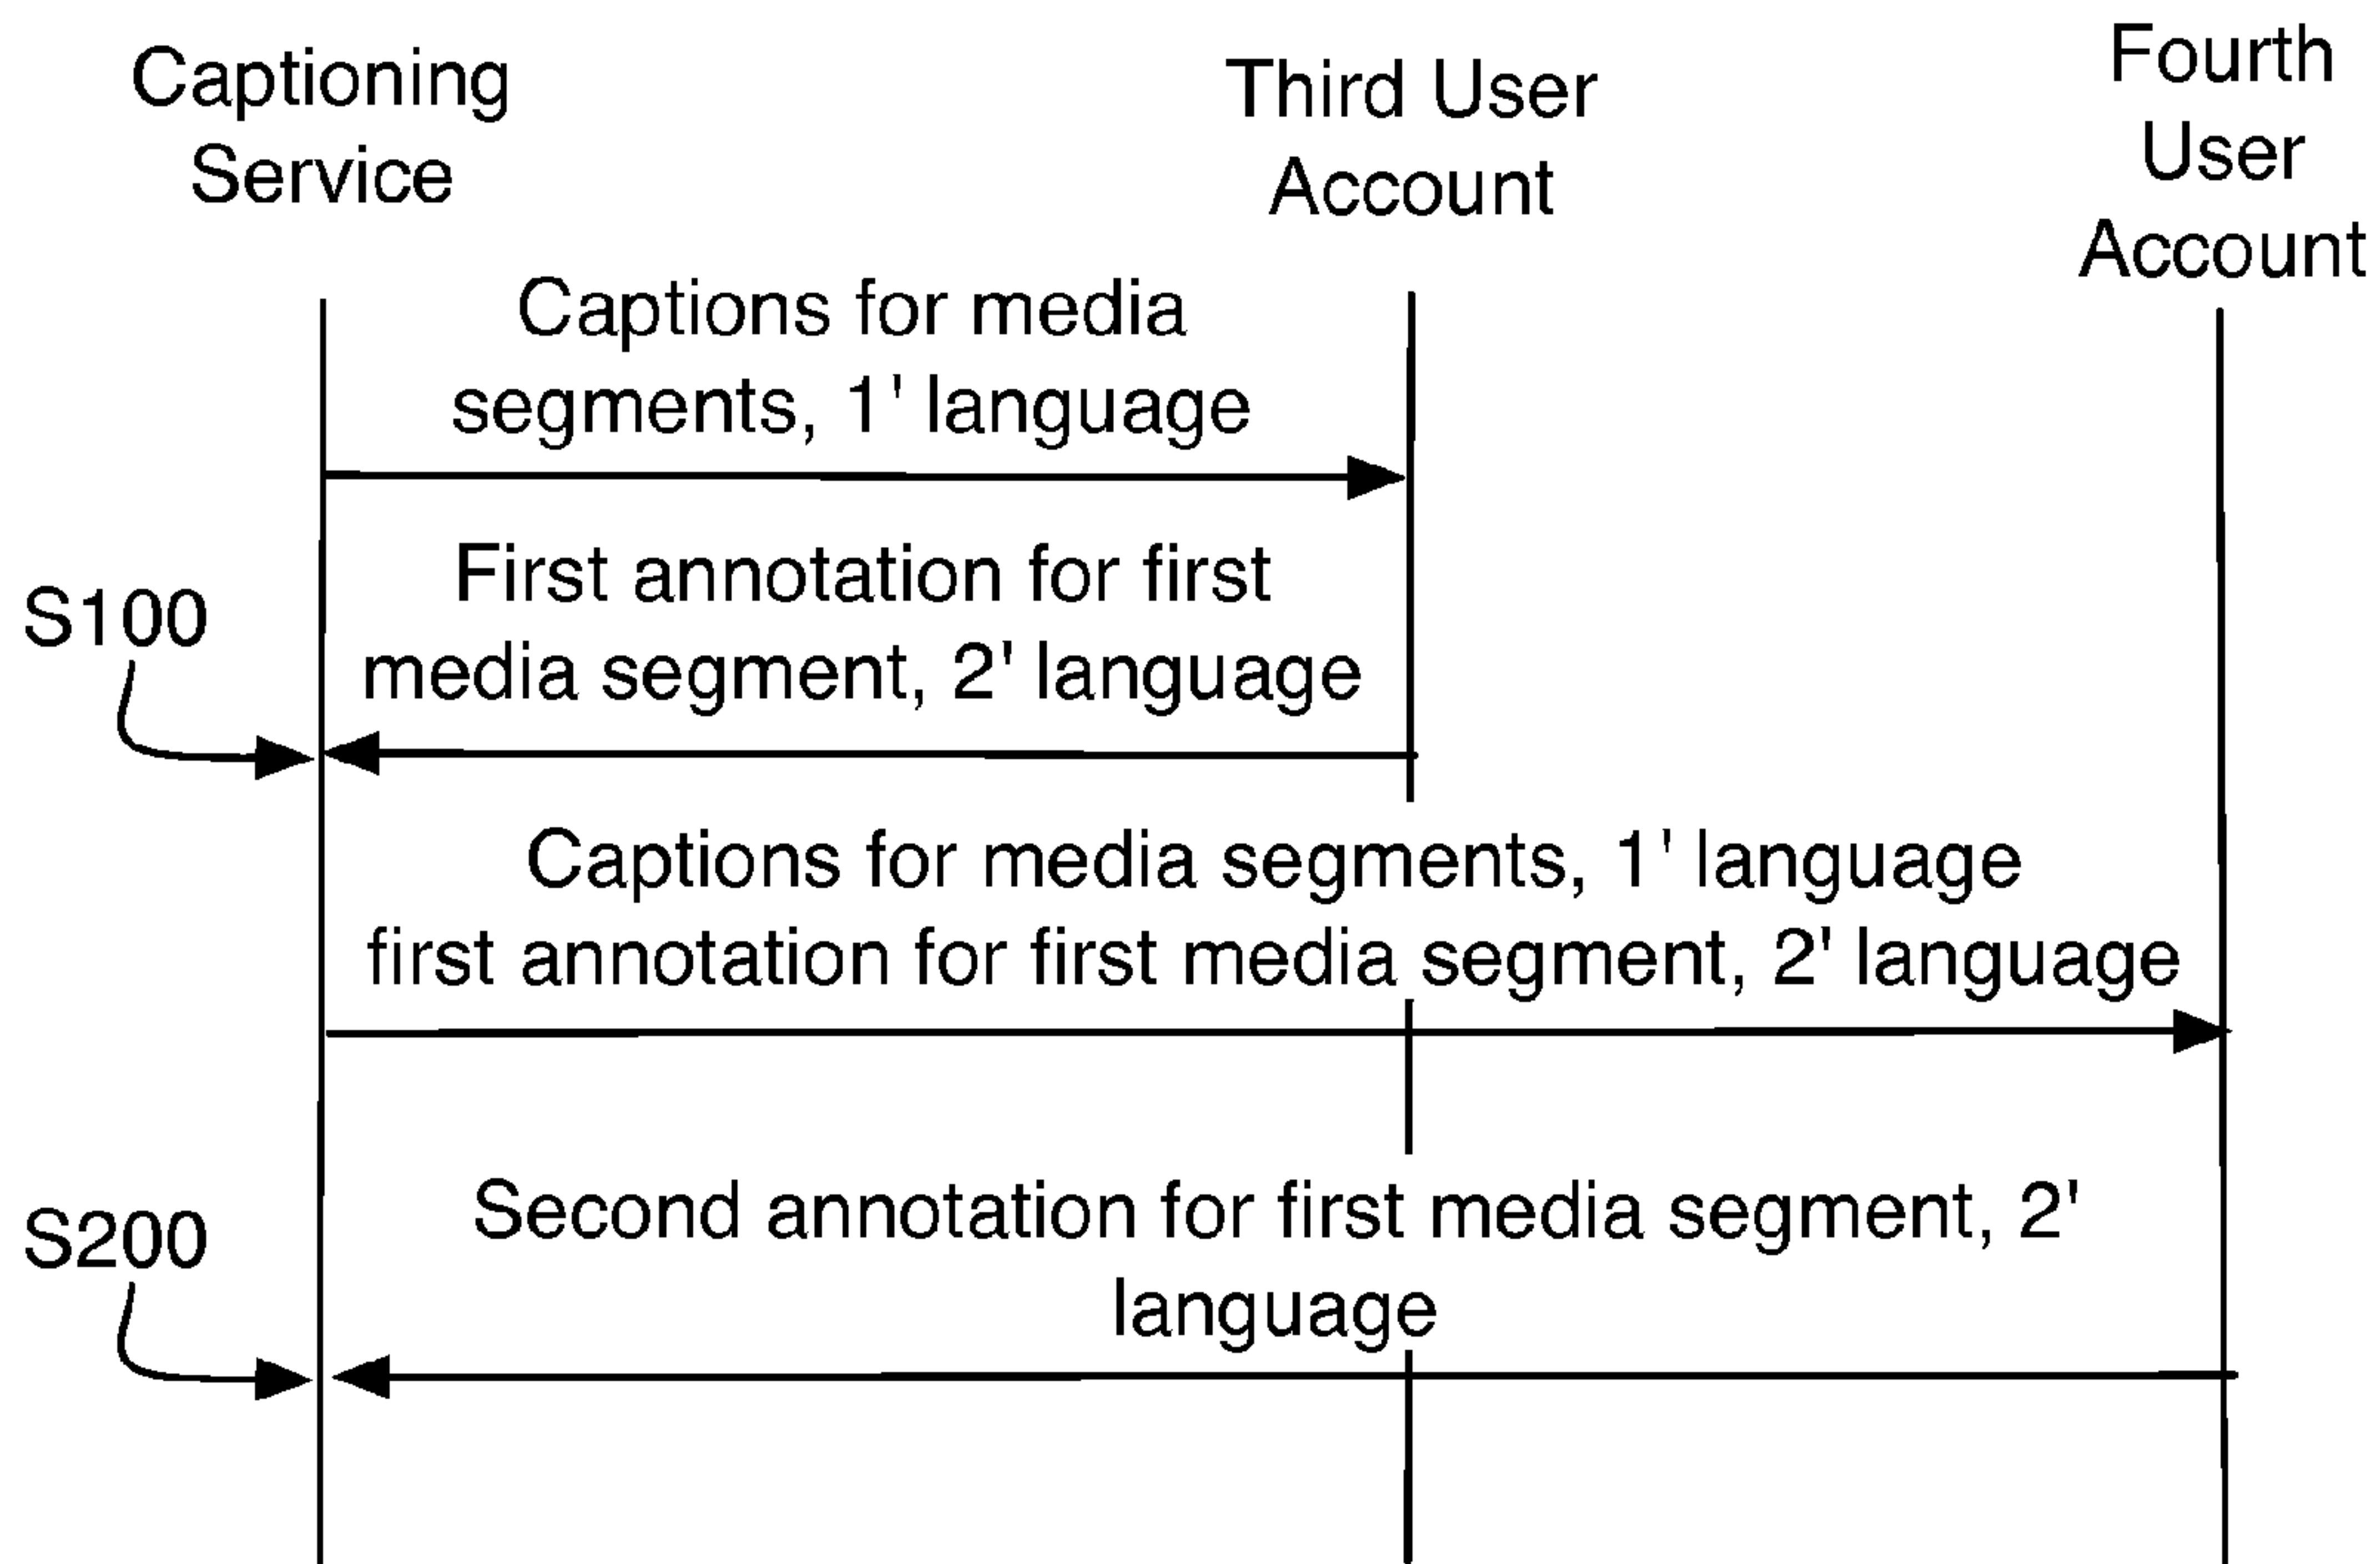 Captioning
Service
Third User
Account
Fourth
User
Account
Captions for media
segments, 1' language
First annotation for first
media segment, 2' language
S100
Captions for media segments, 1' language
first annotation for first media segment, 2' language
Second annotation for first media segment, 2'
language
S200